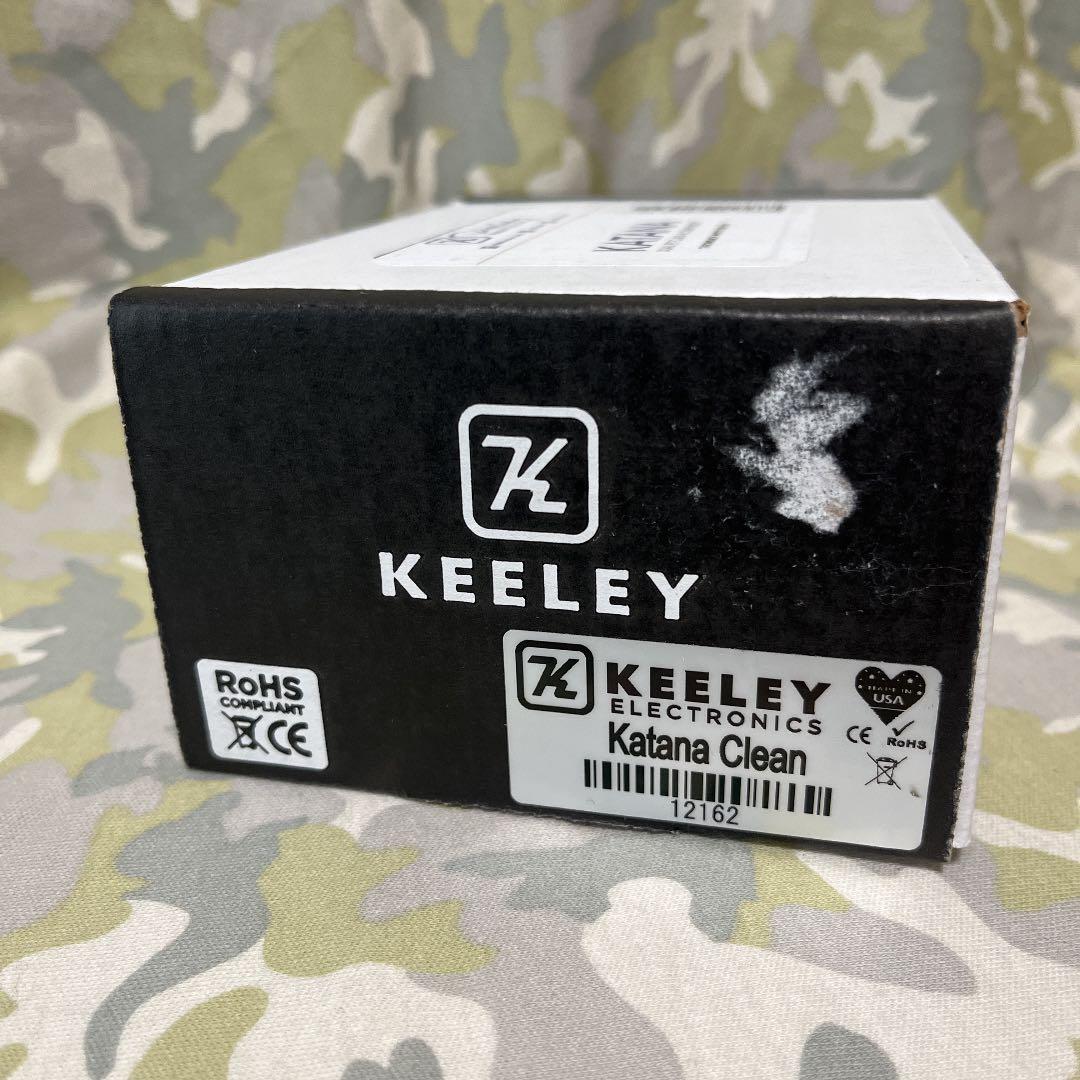 KATANA
K
KEELEY
RoHS
COMPLIANT
CE
K KEELEY
ELECTRONICS
Katana Clean
12162
MADE IN
USA
CE
RoHS